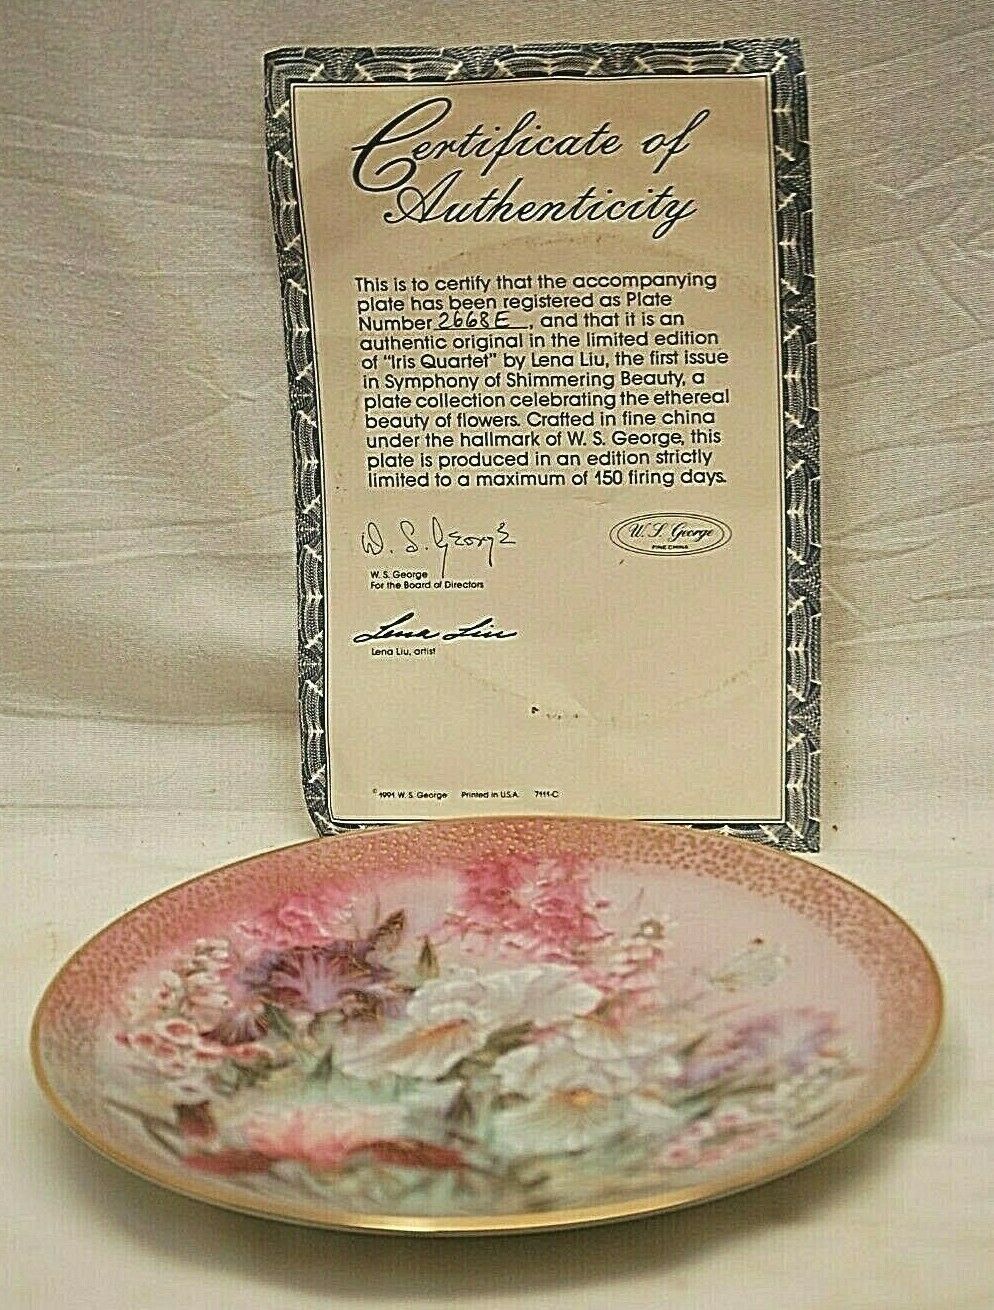 Certificate of
Authenticity
This is to certify that the accompanying
plate has been registered as Plate
Number 2668E, and that it is an
authentic original in the limited edition
of "Iris Quartet" by Lena Liu, the first issue
in Symphony of Shimmering Beauty, a
plate collection celebrating the ethereal
beauty of flowers. Crafted in fine china
under the hallmark of W. S. George, this
plate is produced in an edition strictly
limited to a maximum of 150 firing days.
W. S. George
W. S. George
FINE CHINA
W. S. George
For the Board of Directors
Lena Liu
Lena Liu, artist
© 1991 W. S. George Printed in U.S.A. 7111-C